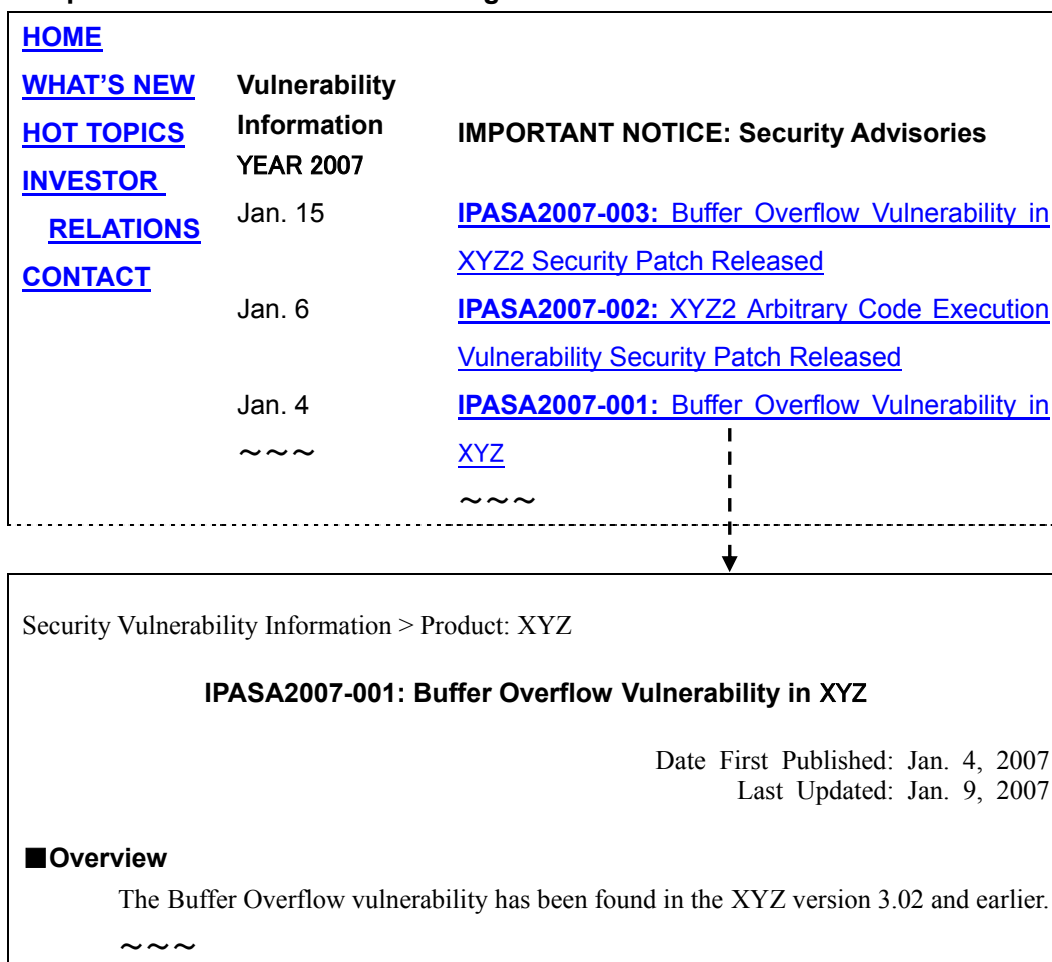 HOME
WHAT'S NEW
HOT TOPICS
INVESTOR
RELATIONS
CONTACT
Vulnerability
Information
YEAR 2007
IMPORTANT NOTICE: Security Advisories
Jan. 15
IPASA2007-003: Buffer Overflow Vulnerability in
XYZ2 Security Patch Released
Jan. 6
IPASA2007-002: XYZ2 Arbitrary Code Execution
Vulnerability Security Patch Released
Jan. 4
IPASA2007-001: Buffer Overflow Vulnerability in
XYZ
~~~
~~~
Security Vulnerability Information > Product: XYZ
IPASA2007-001: Buffer Overflow Vulnerability in XYZ
Date First Published: Jan. 4, 2007
Last Updated: Jan. 9, 2007
■Overview
The Buffer Overflow vulnerability has been found in the XYZ version 3.02 and earlier.
~~~